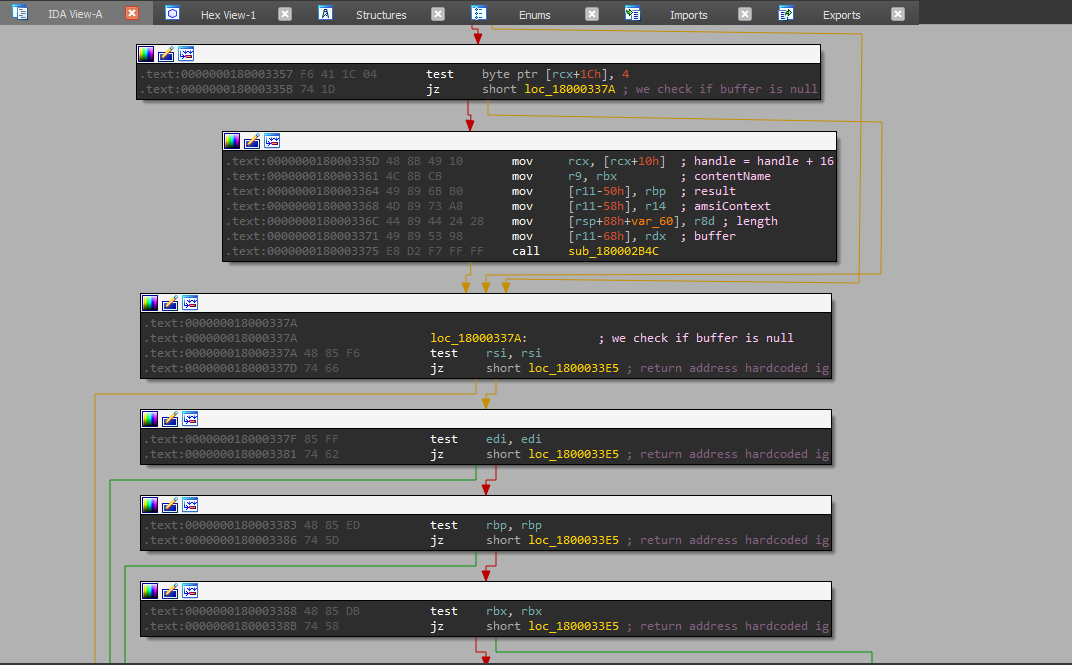 IDA View-A Hex View-1 Structures Enums Imports Exports
.text:0000000180003357 F6 41 1C 04 test byte ptr [rcx+1Ch], 4
.text:000000018000335B 74 1D jz short loc_18000337A ; we check if buffer is null
.text:000000018000335D 48 8B 49 10 mov rcx, [rcx+10h] ; handle = handle + 16
.text:0000000180003361 4C 8B CB mov r9, rbx ; contentName
.text:0000000180003364 49 89 6B B0 mov [r11-50h], rbp ; result
.text:0000000180003368 4D 89 73 A8 mov [r11-58h], r14 ; amsiContext
.text:000000018000336C 44 89 44 24 28 mov [rsp+88h+var_60], r8d ; length
.text:0000000180003371 49 89 53 98 mov [r11-68h], rdx ; buffer
.text:0000000180003375 E8 D2 F7 FF FF call sub_180002B4C
.text:000000018000337A
.text:000000018000337A loc_18000337A: ; we check if buffer is null
.text:000000018000337A 48 85 F6 test rsi, rsi
.text:000000018000337D 74 66 jz short loc_1800033E5 ; return address hardcoded ig
.text:000000018000337F 85 FF test edi, edi
.text:0000000180003381 74 62 jz short loc_1800033E5 ; return address hardcoded ig
.text:0000000180003383 48 85 ED test rbp, rbp
.text:0000000180003386 74 5D jz short loc_1800033E5 ; return address hardcoded ig
.text:0000000180003388 48 85 DB test rbx, rbx
.text:000000018000338B 74 58 jz short loc_1800033E5 ; return address hardcoded ig